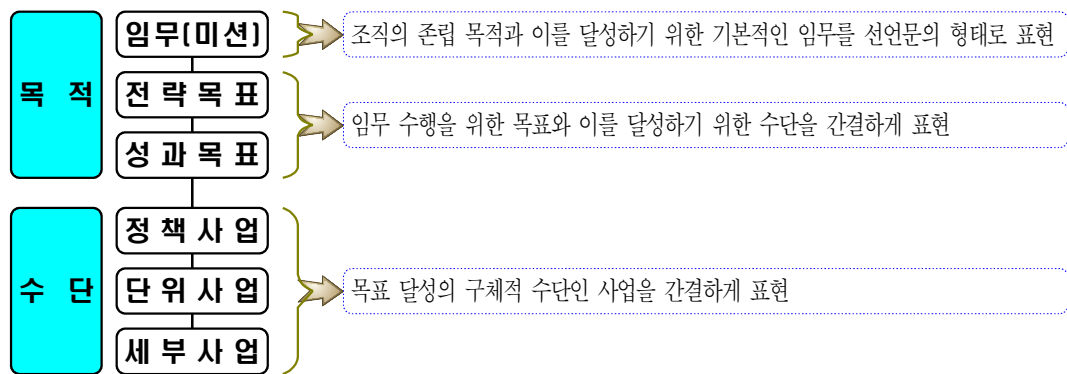 임무(미션)
조직의 존립 목적과 이를 달성하기 위한 기본적인 임무를 선언문의 형태로 표현
목 적
전 략 목 표
임무 수행을 위한 목표와 이를 달성하기 위한 수단을 간결하게 표현
성 과 목 표
정 책 사 업
수 단
단 위 사 업
목표 달성의 구체적 수단인 사업을 간결하게 표현
세 부 사 업